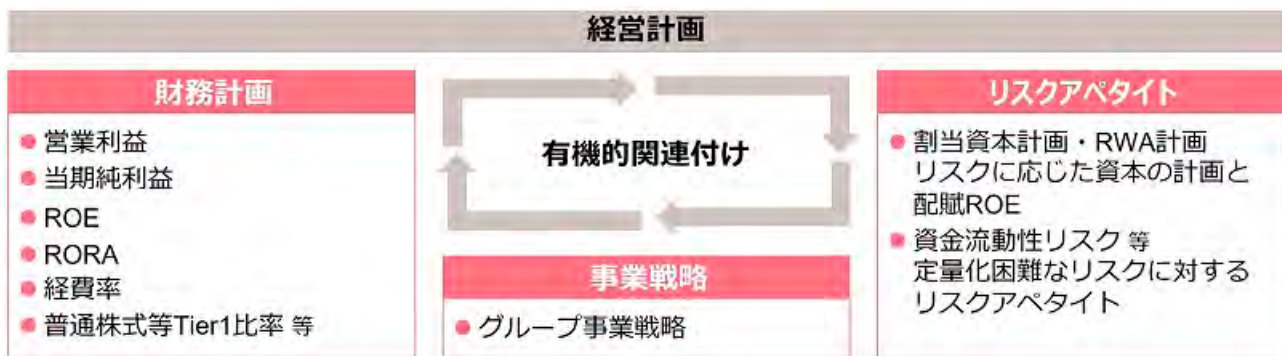 経営計画
財務計画
● 営業利益
● 当期純利益
● ROE
● RORA
● 経費率
● 普通株式等Tier1比率 等
有機的関連付け
事業戦略
● グループ事業戦略
リスクアペタイト
● 割当資本計画・RWA計画
リスクに応じた資本の計画と
配賦ROE
● 資金流動性リスク 等
定量化困難なリスクに対する
リスクアペタイト